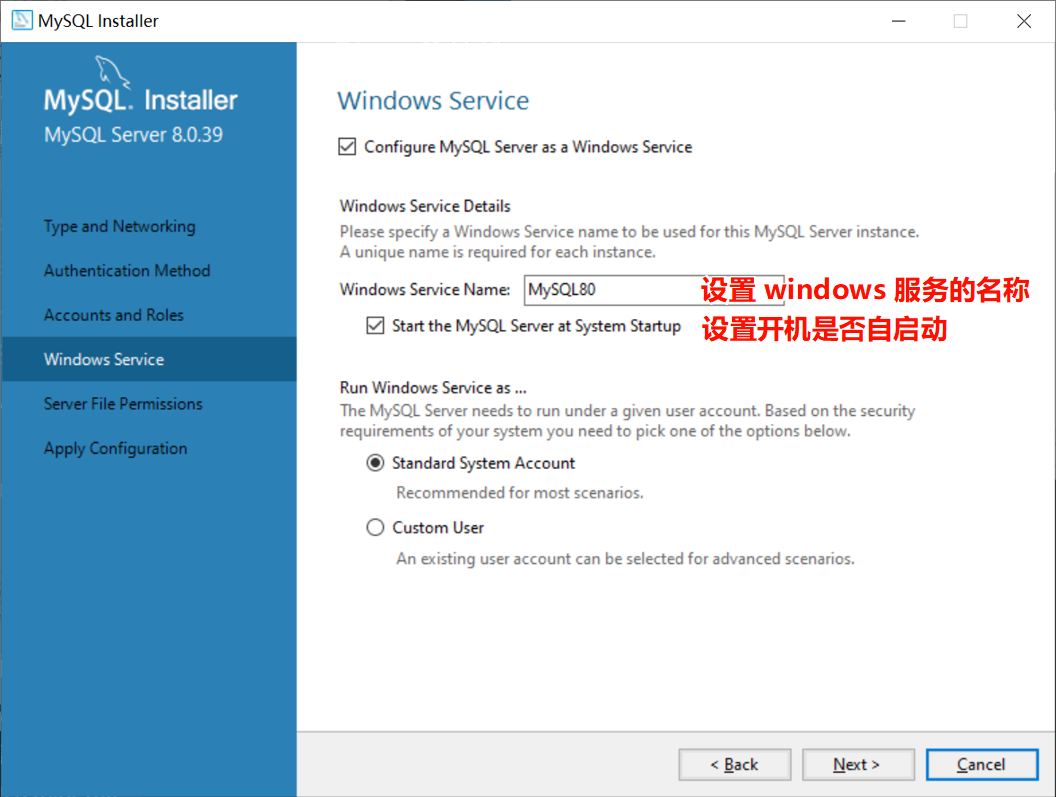 MySQL Installer
MySQL. Installer
MySQL Server 8.0.39
Type and Networking
Authentication Method
Accounts and Roles
Windows Service
Server File Permissions
Apply Configuration
Windows Service
Configure MySQL Server as a Windows Service
Windows Service Details
Please specify a Windows Service name to be used for this MySQL Server instance.
A unique name is required for each instance.
Windows Service Name: MySQL80 设置 windows 服务的名称
Start the MySQL Server at System Startup 设置开机是否自启动
Run Windows Service as ...
The MySQL Server needs to run under a given user account. Based on the security
requirements of your system you need to pick one of the options below.
Standard System Account
Recommended for most scenarios.
Custom User
An existing user account can be selected for advanced scenarios.
< Back Next > Cancel